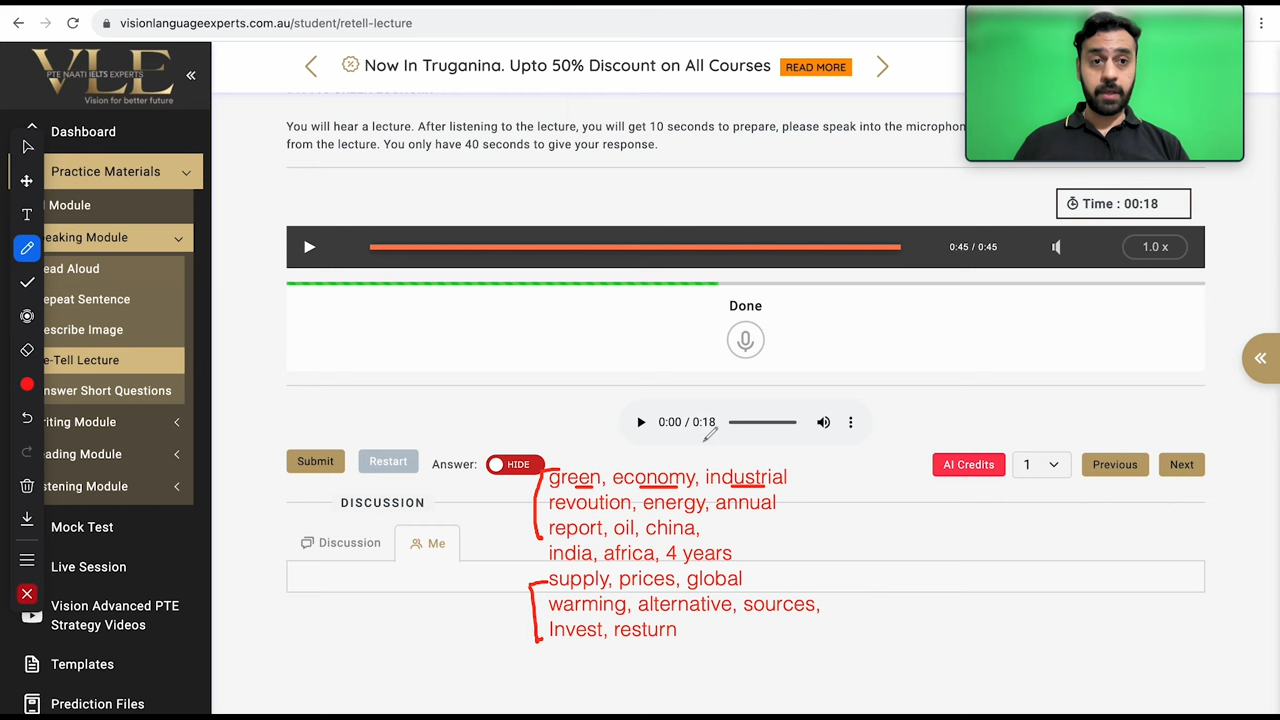 visionlanguageexperts.com.au/student/retell-lecture
VLE
PTE NAATI IELTS EXPERTS
Vision for better future
Now In Truganina. Upto 50% Discount on All Courses READ MORE
Dashboard
Practice Materials
Module
eaking Module
ead Aloud
epeat Sentence
escribe Image
e-Tell Lecture
nswer Short Questions
riting Module
eading Module
stening Module
Mock Test
Live Session
Vision Advanced PTE
Strategy Videos
Templates
Prediction Files
You will hear a lecture. After listening to the lecture, you will get 10 seconds to prepare, please speak into the microphon
from the lecture. You only have 40 seconds to give your response.
Time : 00:18
0:45 / 0:45
1.0 x
Done
0:00 / 0:18
Submit Restart Answer: HIDE AI Credits 1 Previous Next
DISCUSSION
Discussion Me
green, economy, industrial
revoution, energy, annual
report, oil, china,
india, africa, 4 years
supply, prices, global
warming, alternative, sources,
Invest, resturn
T